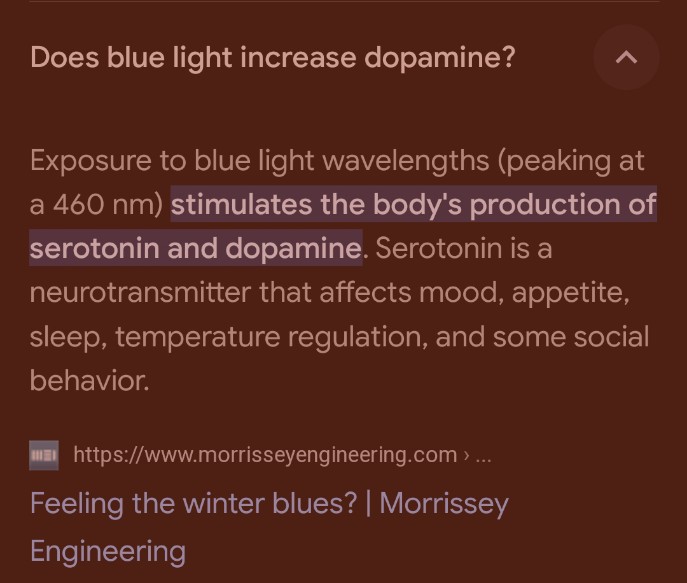 Does blue light increase dopamine?
Exposure to blue light wavelengths (peaking at
a 460 nm) stimulates the body's production of
serotonin and dopamine. Serotonin is a
neurotransmitter that affects mood, appetite,
sleep, temperature regulation, and some social
behavior.
https://www.morrisseyengineering.com › ...
Feeling the winter blues? | Morrissey
Engineering